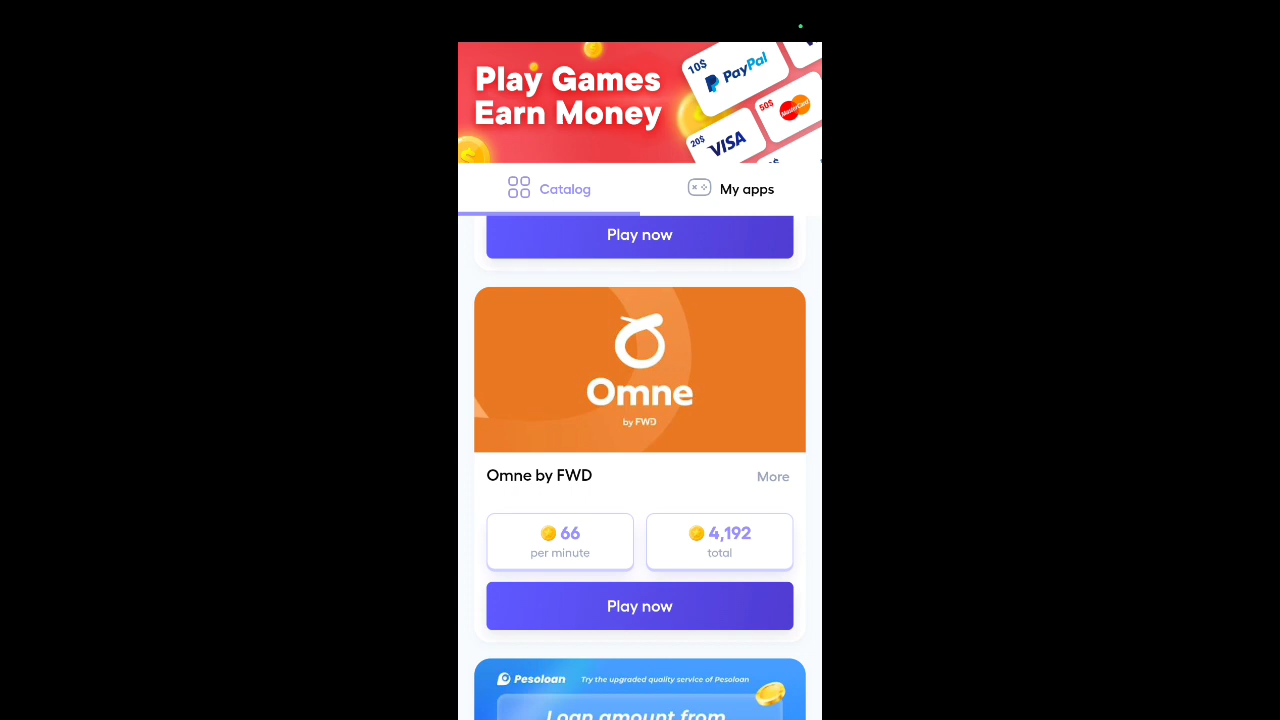 Play Games
Earn Money
10$
PayPal
50$
MasterCard
20$
VISA
Catalog
My apps
Play now
Omne
by FWD
Omne by FWD
More
66
per minute
4,192
total
Play now
Pesoloan
Try the upgraded quality service of Pesoloan
Loan amount from